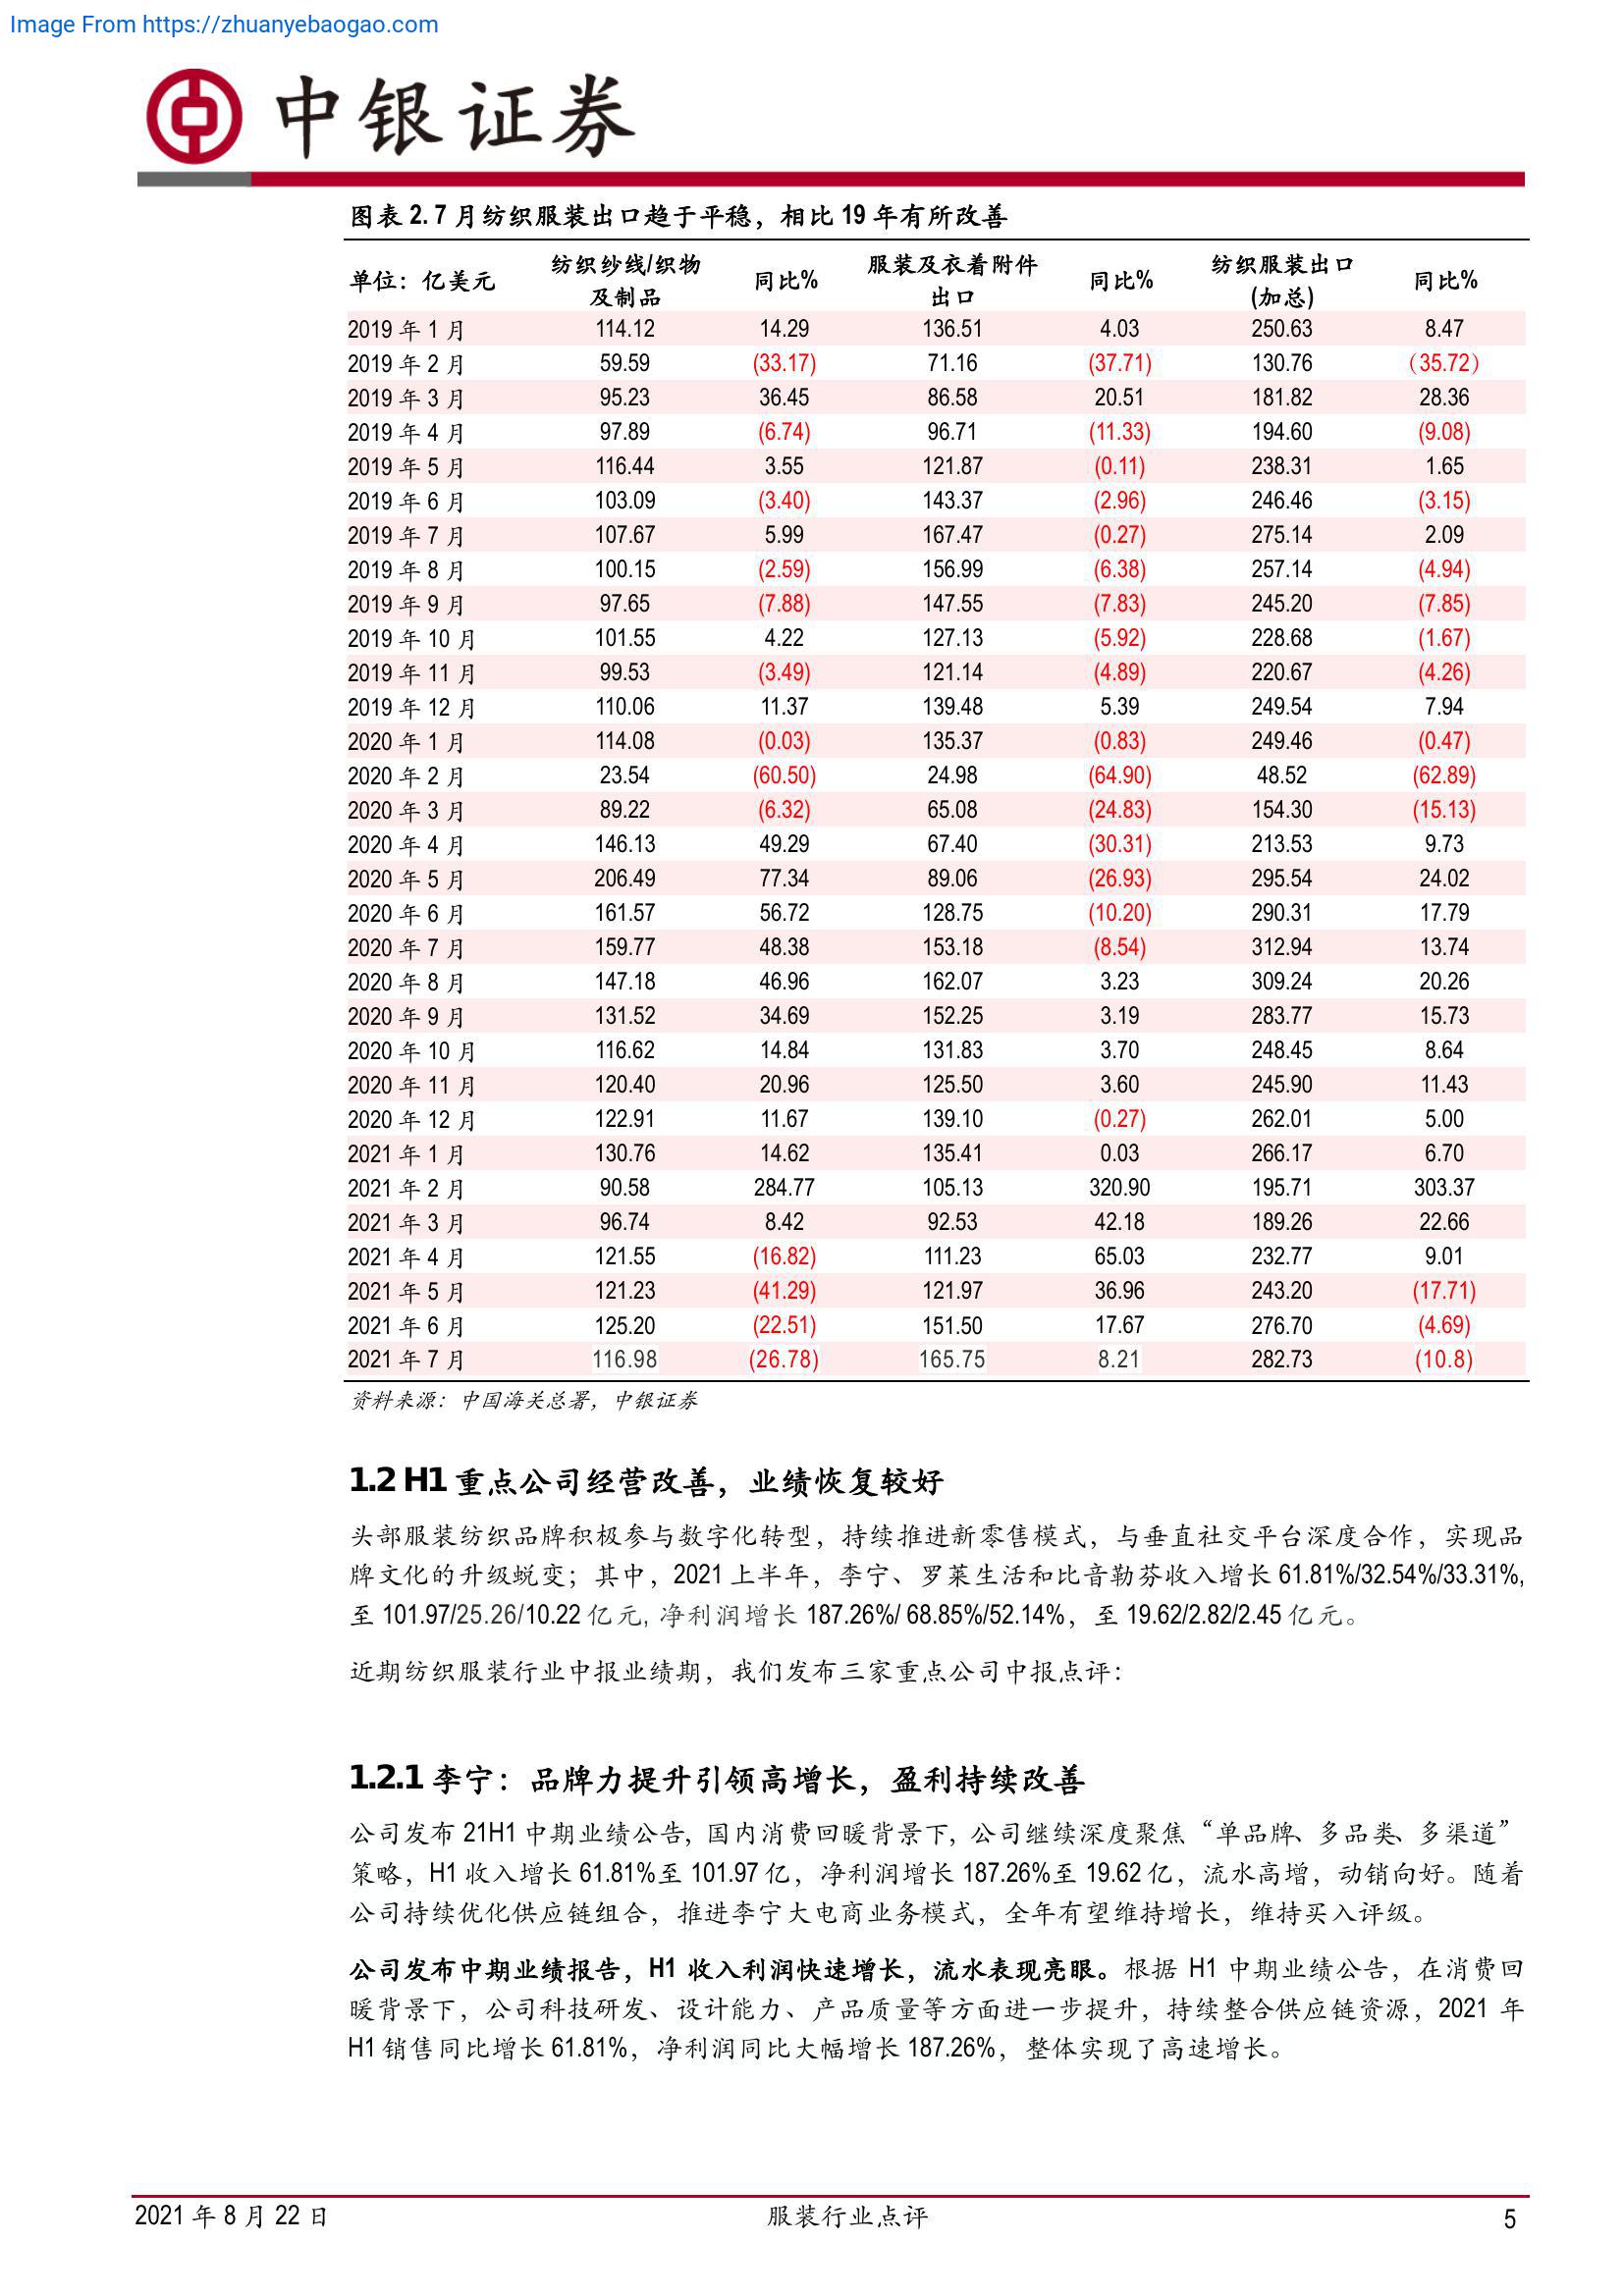 Image From https://zhuanyebaogao.com
中银证券
图表 2. 7 月纺织服装出口趋于平稳，相比 19 年有所改善
单位：亿美元 纺织纱线/织物及制品 同比% 服装及衣着附件出口 同比% 纺织服装出口(加总) 同比%
2019 年 1 月 114.12 14.29 136.51 4.03 250.63 8.47
2019 年 2 月 59.59 (33.17) 71.16 (37.71) 130.76 （35.72）
2019 年 3 月 95.23 36.45 86.58 20.51 181.82 28.36
2019 年 4 月 97.89 (6.74) 96.71 (11.33) 194.60 (9.08)
2019 年 5 月 116.44 3.55 121.87 (0.11) 238.31 1.65
2019 年 6 月 103.09 (3.40) 143.37 (2.96) 246.46 (3.15)
2019 年 7 月 107.67 5.99 167.47 (0.27) 275.14 2.09
2019 年 8 月 100.15 (2.59) 156.99 (6.38) 257.14 (4.94)
2019 年 9 月 97.65 (7.88) 147.55 (7.83) 245.20 (7.85)
2019 年 10 月 101.55 4.22 127.13 (5.92) 228.68 (1.67)
2019 年 11 月 99.53 (3.49) 121.14 (4.89) 220.67 (4.26)
2019 年 12 月 110.06 11.37 139.48 5.39 249.54 7.94
2020 年 1 月 114.08 (0.03) 135.37 (0.83) 249.46 (0.47)
2020 年 2 月 23.54 (60.50) 24.98 (64.90) 48.52 (62.89)
2020 年 3 月 89.22 (6.32) 65.08 (24.83) 154.30 (15.13)
2020 年 4 月 146.13 49.29 67.40 (30.31) 213.53 9.73
2020 年 5 月 206.49 77.34 89.06 (26.93) 295.54 24.02
2020 年 6 月 161.57 56.72 128.75 (10.20) 290.31 17.79
2020 年 7 月 159.77 48.38 153.18 (8.54) 312.94 13.74
2020 年 8 月 147.18 46.96 162.07 3.23 309.24 20.26
2020 年 9 月 131.52 34.69 152.25 3.19 283.77 15.73
2020 年 10 月 116.62 14.84 131.83 3.70 248.45 8.64
2020 年 11 月 120.40 20.96 125.50 3.60 245.90 11.43
2020 年 12 月 122.91 11.67 139.10 (0.27) 262.01 5.00
2021 年 1 月 130.76 14.62 135.41 0.03 266.17 6.70
2021 年 2 月 90.58 284.77 105.13 320.90 195.71 303.37
2021 年 3 月 96.74 8.42 92.53 42.18 189.26 22.66
2021 年 4 月 121.55 (16.82) 111.23 65.03 232.77 9.01
2021 年 5 月 121.23 (41.29) 121.97 36.96 243.20 (17.71)
2021 年 6 月 125.20 (22.51) 151.50 17.67 276.70 (4.69)
2021 年 7 月 116.98 (26.78) 165.75 8.21 282.73 (10.8)
资料来源：中国海关总署，中银证券
1.2 H1 重点公司经营改善，业绩恢复较好
头部服装纺织品牌积极参与数字化转型，持续推进新零售模式，与垂直社交平台深度合作，实现品
牌文化的升级蜕变；其中，2021 上半年，李宁、罗莱生活和比音勒芬收入增长 61.81%/32.54%/33.31%,
至 101.97/25.26/10.22 亿元, 净利润增长 187.26%/ 68.85%/52.14%，至 19.62/2.82/2.45 亿元。
近期纺织服装行业中报业绩期，我们发布三家重点公司中报点评：
1.2.1 李宁：品牌力提升引领高增长，盈利持续改善
公司发布 21H1 中期业绩公告, 国内消费回暖背景下, 公司继续深度聚焦“单品牌、多品类、多渠道”
策略，H1 收入增长 61.81%至 101.97 亿，净利润增长 187.26%至 19.62 亿，流水高增，动销向好。随着
公司持续优化供应链组合，推进李宁大电商业务模式，全年有望维持增长，维持买入评级。
公司发布中期业绩报告，H1 收入利润快速增长，流水表现亮眼。根据 H1 中期业绩公告，在消费回
暖背景下，公司科技研发、设计能力、产品质量等方面进一步提升，持续整合供应链资源，2021 年
H1 销售同比增长 61.81%，净利润同比大幅增长 187.26%，整体实现了高速增长。
2021 年 8 月 22 日 服装行业点评 5